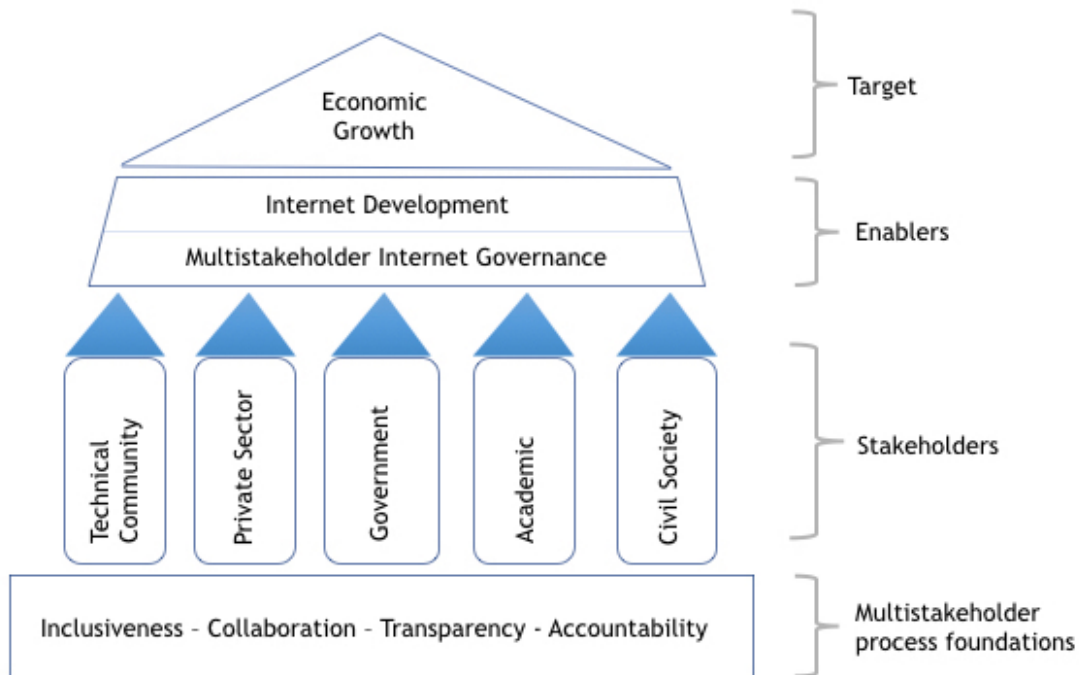 Economic
Growth
Target
Internet Development
Multistakeholder Internet Governance
Enablers
Technical
Community
Private Sector
Government
Academic
Civil Society
Stakeholders
Inclusiveness – Collaboration – Transparency - Accountability
Multistakeholder
process foundations